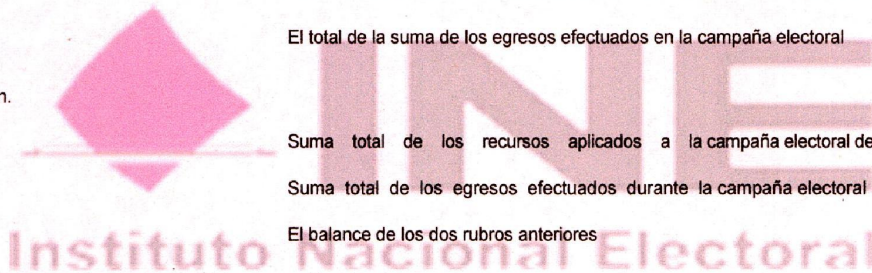 El total de la suma de los egresos efectuados en la campaña electoral
n.
Suma total de los recursos aplicados a la campaña electoral de
Suma total de los egresos efectuados durante la campaña electoral
El balance de los dos rubros anteriores
INE
Instituto Nacional Electoral